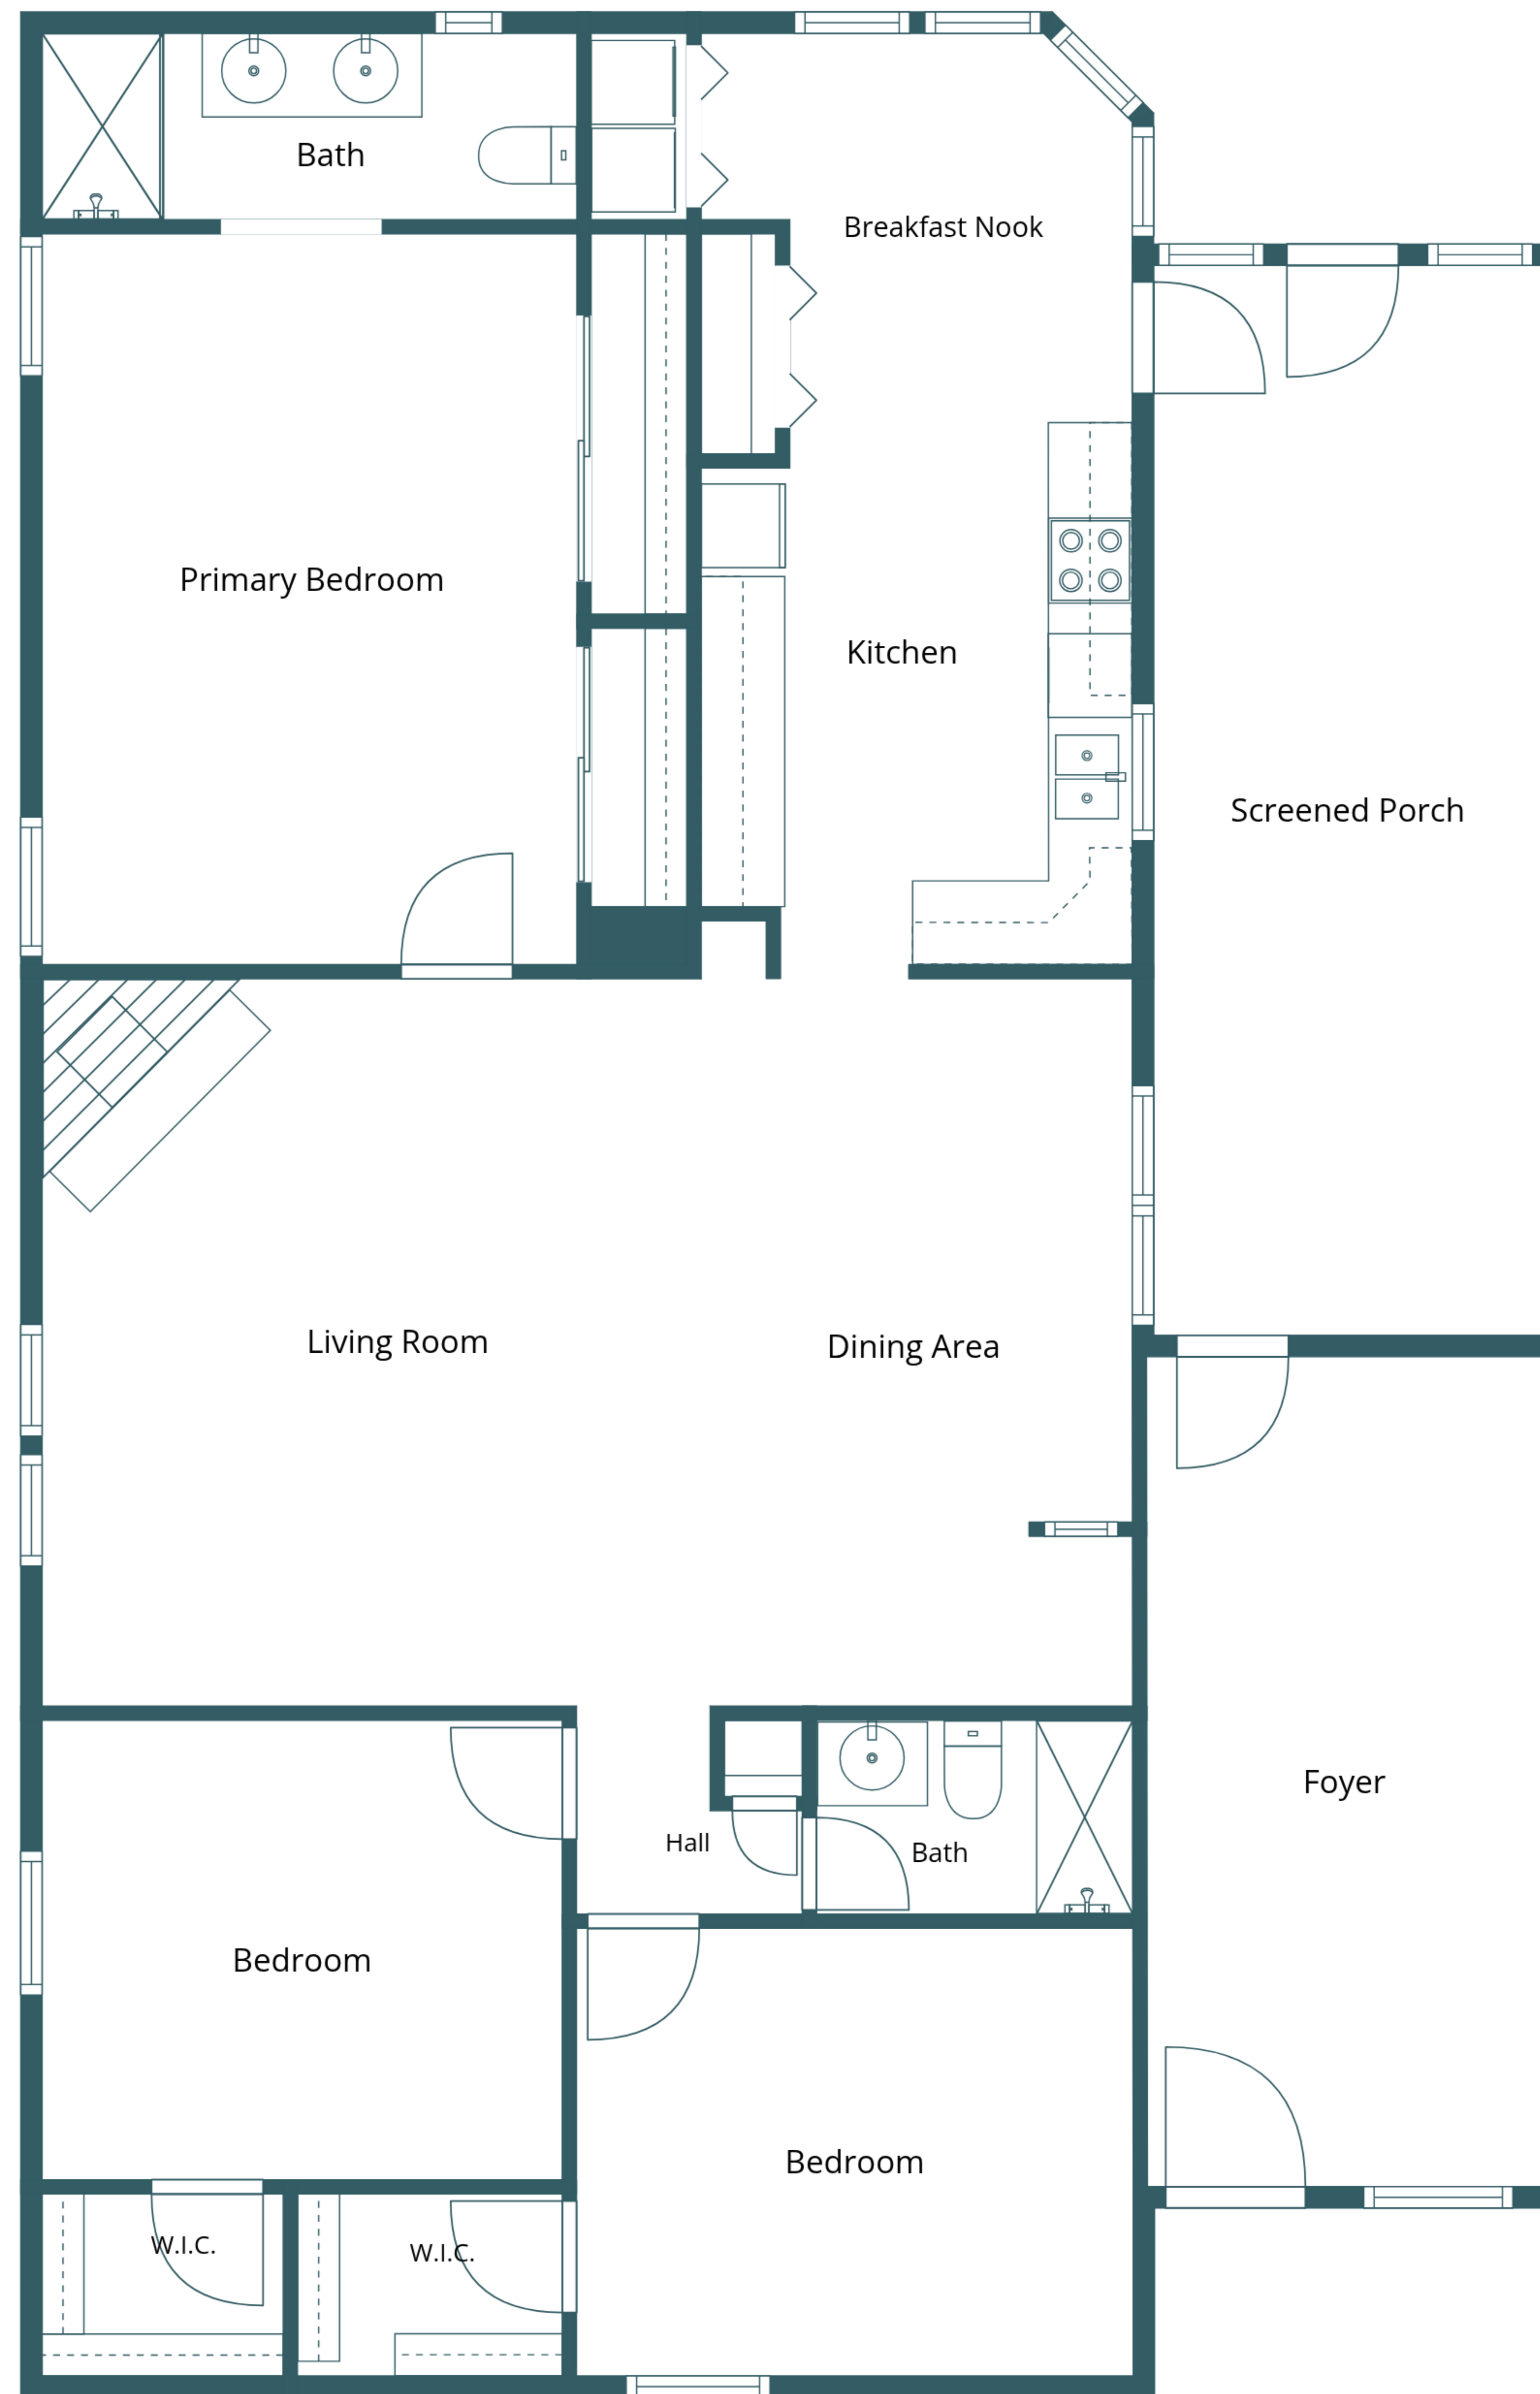 Bath
Breakfast Nook
Primary Bedroom
Kitchen
Screened Porch
Living Room
Dining Area
Foyer
Hall
Bath
Bedroom
Bedroom
W.I.C.
W.I.C.